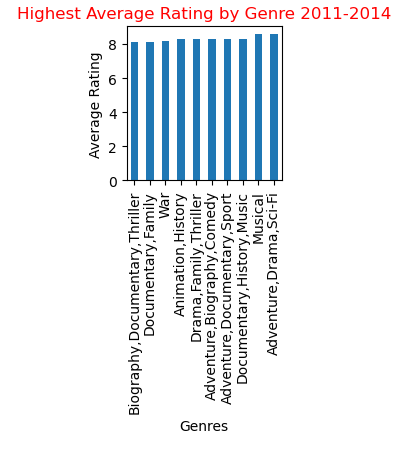 Highest Average Rating by Genre 2011-2014
Average Rating
8
6
4
2
0
Biography,Documentary,Thriller
Documentary,Family
War
Animation,History
Drama,Family,Thriller
Adventure,Biography,Comedy
Adventure,Documentary,Sport
Documentary,History,Music
Musical
Adventure,Drama,Sci-Fi
Genres